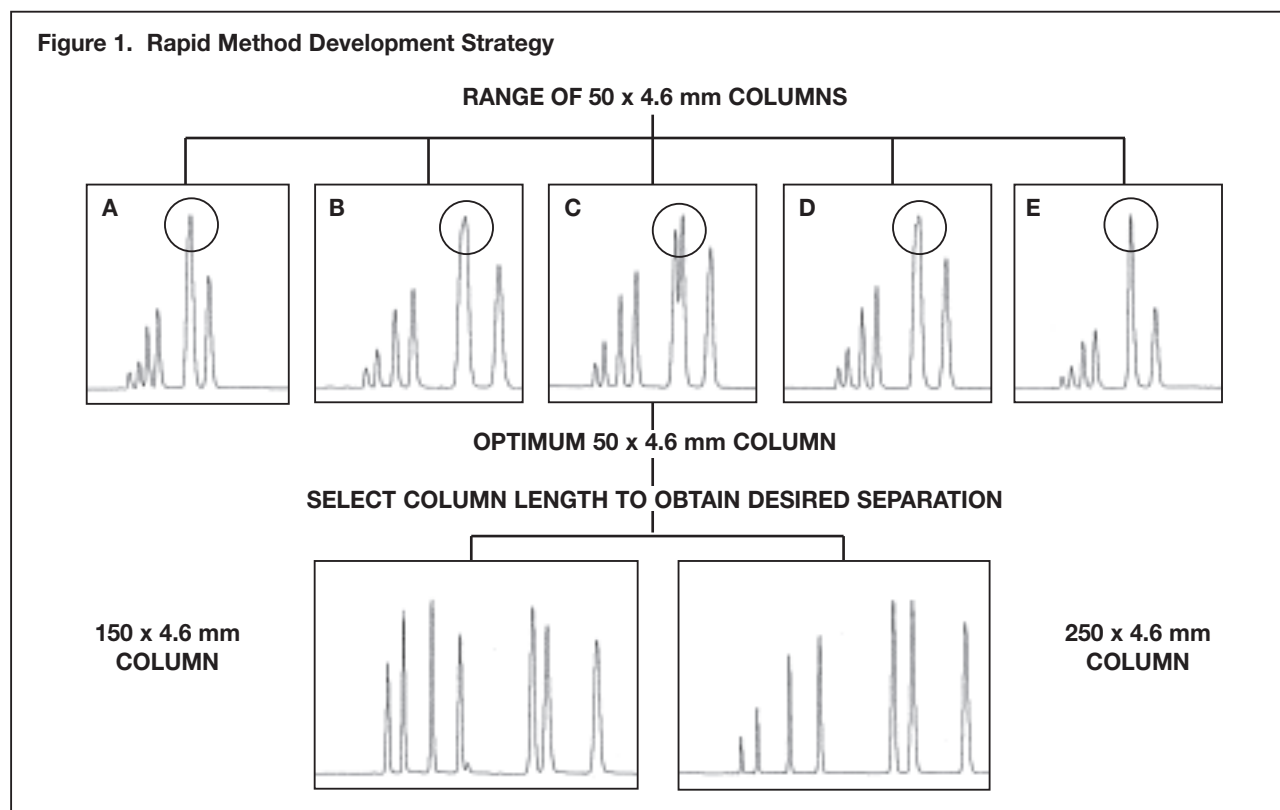 Figure 1. Rapid Method Development Strategy
RANGE OF 50 x 4.6 mm COLUMNS
A
B
C
D
E
OPTIMUM 50 x 4.6 mm COLUMN
SELECT COLUMN LENGTH TO OBTAIN DESIRED SEPARATION
150 x 4.6 mm
COLUMN
250 x 4.6 mm
COLUMN